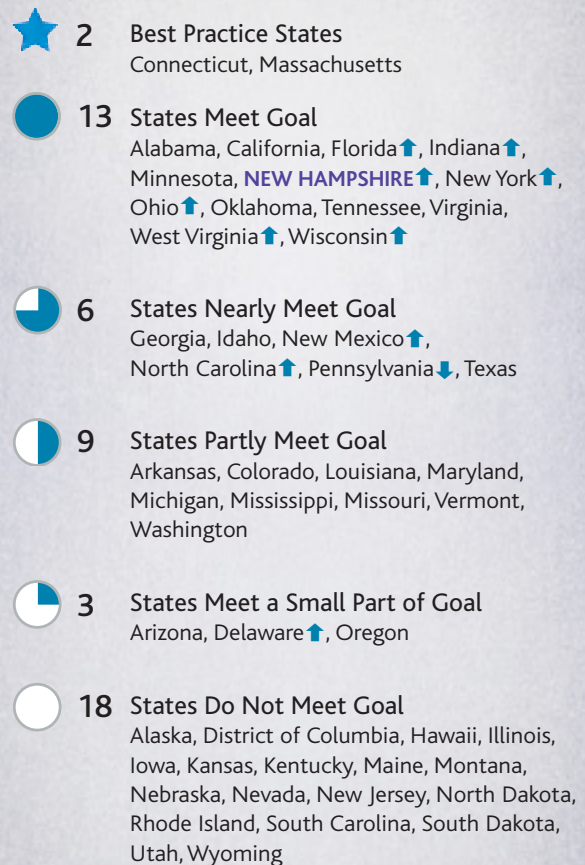 2 Best Practice States
Connecticut, Massachusetts
13 States Meet Goal
Alabama, California, Florida⬆, Indiana⬆,
Minnesota, NEW HAMPSHIRE⬆, New York⬆,
Ohio⬆, Oklahoma, Tennessee, Virginia,
West Virginia⬆, Wisconsin⬆
6 States Nearly Meet Goal
Georgia, Idaho, New Mexico⬆,
North Carolina⬆, Pennsylvania⬇, Texas
9 States Partly Meet Goal
Arkansas, Colorado, Louisiana, Maryland,
Michigan, Mississippi, Missouri, Vermont,
Washington
3 States Meet a Small Part of Goal
Arizona, Delaware⬆, Oregon
18 States Do Not Meet Goal
Alaska, District of Columbia, Hawaii, Illinois,
Iowa, Kansas, Kentucky, Maine, Montana,
Nebraska, Nevada, New Jersey, North Dakota,
Rhode Island, South Carolina, South Dakota,
Utah, Wyoming